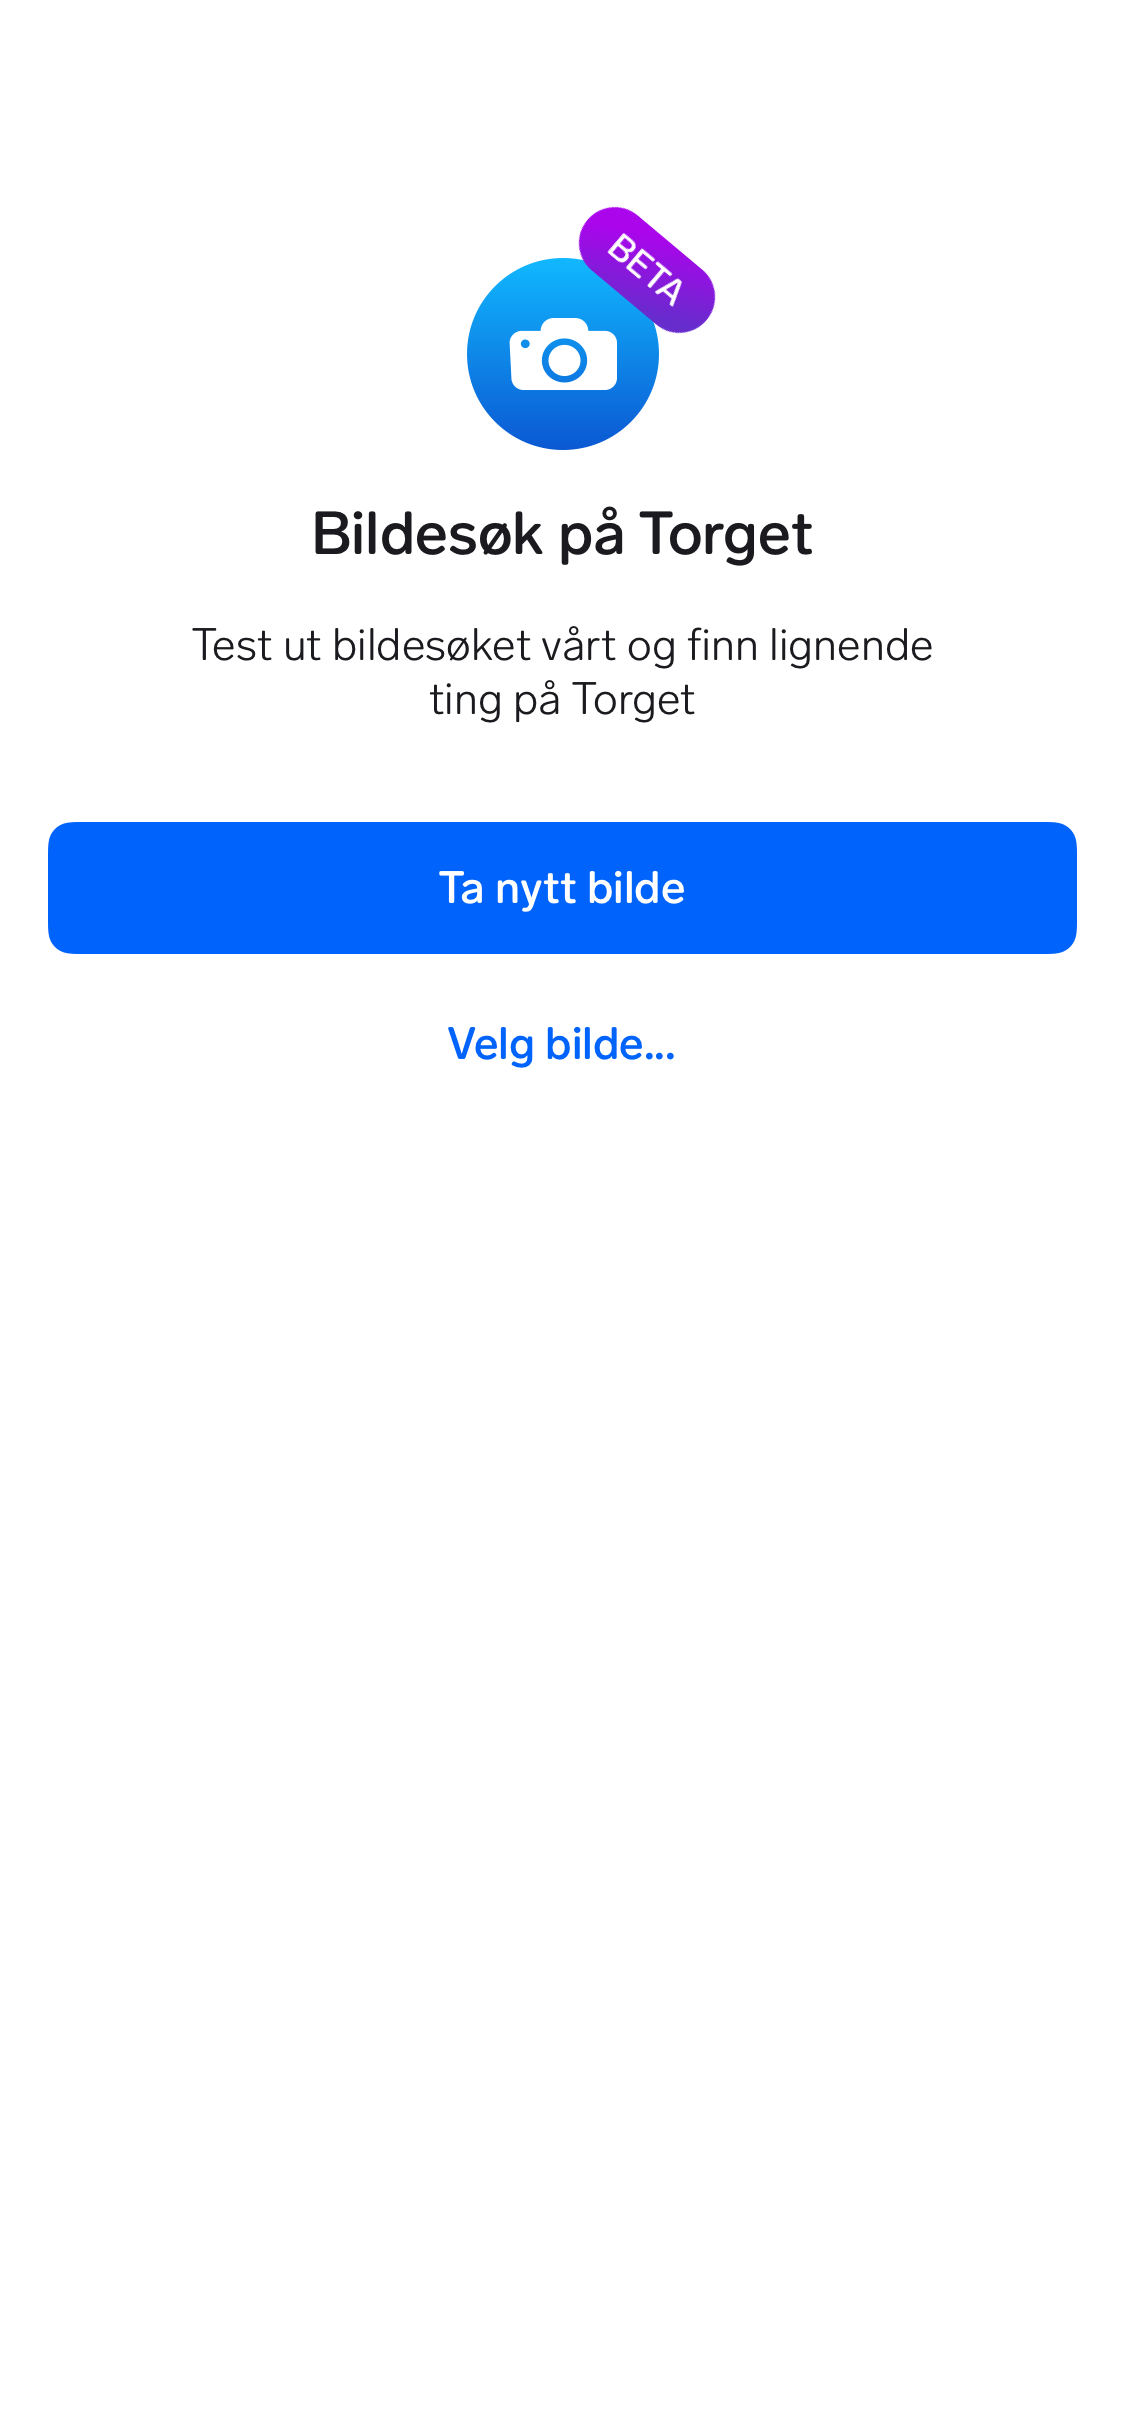 BETA
Bildesøk på Torget
Test ut bildesøket vårt og finn lignende
ting på Torget
Ta nytt bilde
Velg bilde...